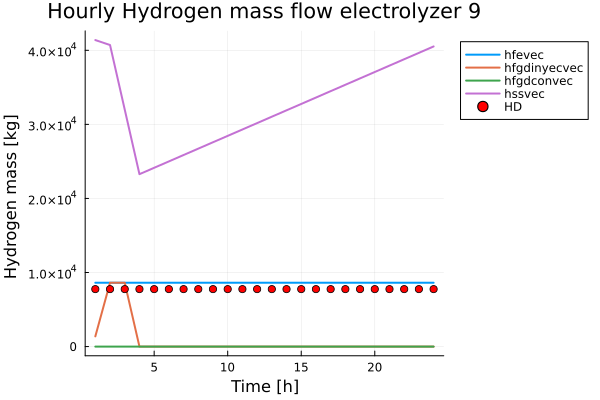 Hourly Hydrogen mass flow electrolyzer 9
Hydrogen mass [kg]
4.0×10⁴
3.0×10⁴
2.0×10⁴
1.0×10⁴
0
5 10 15 20
Time [h]
hfevec
hfgdinyecvec
hfgdconvec
hssvec
HD